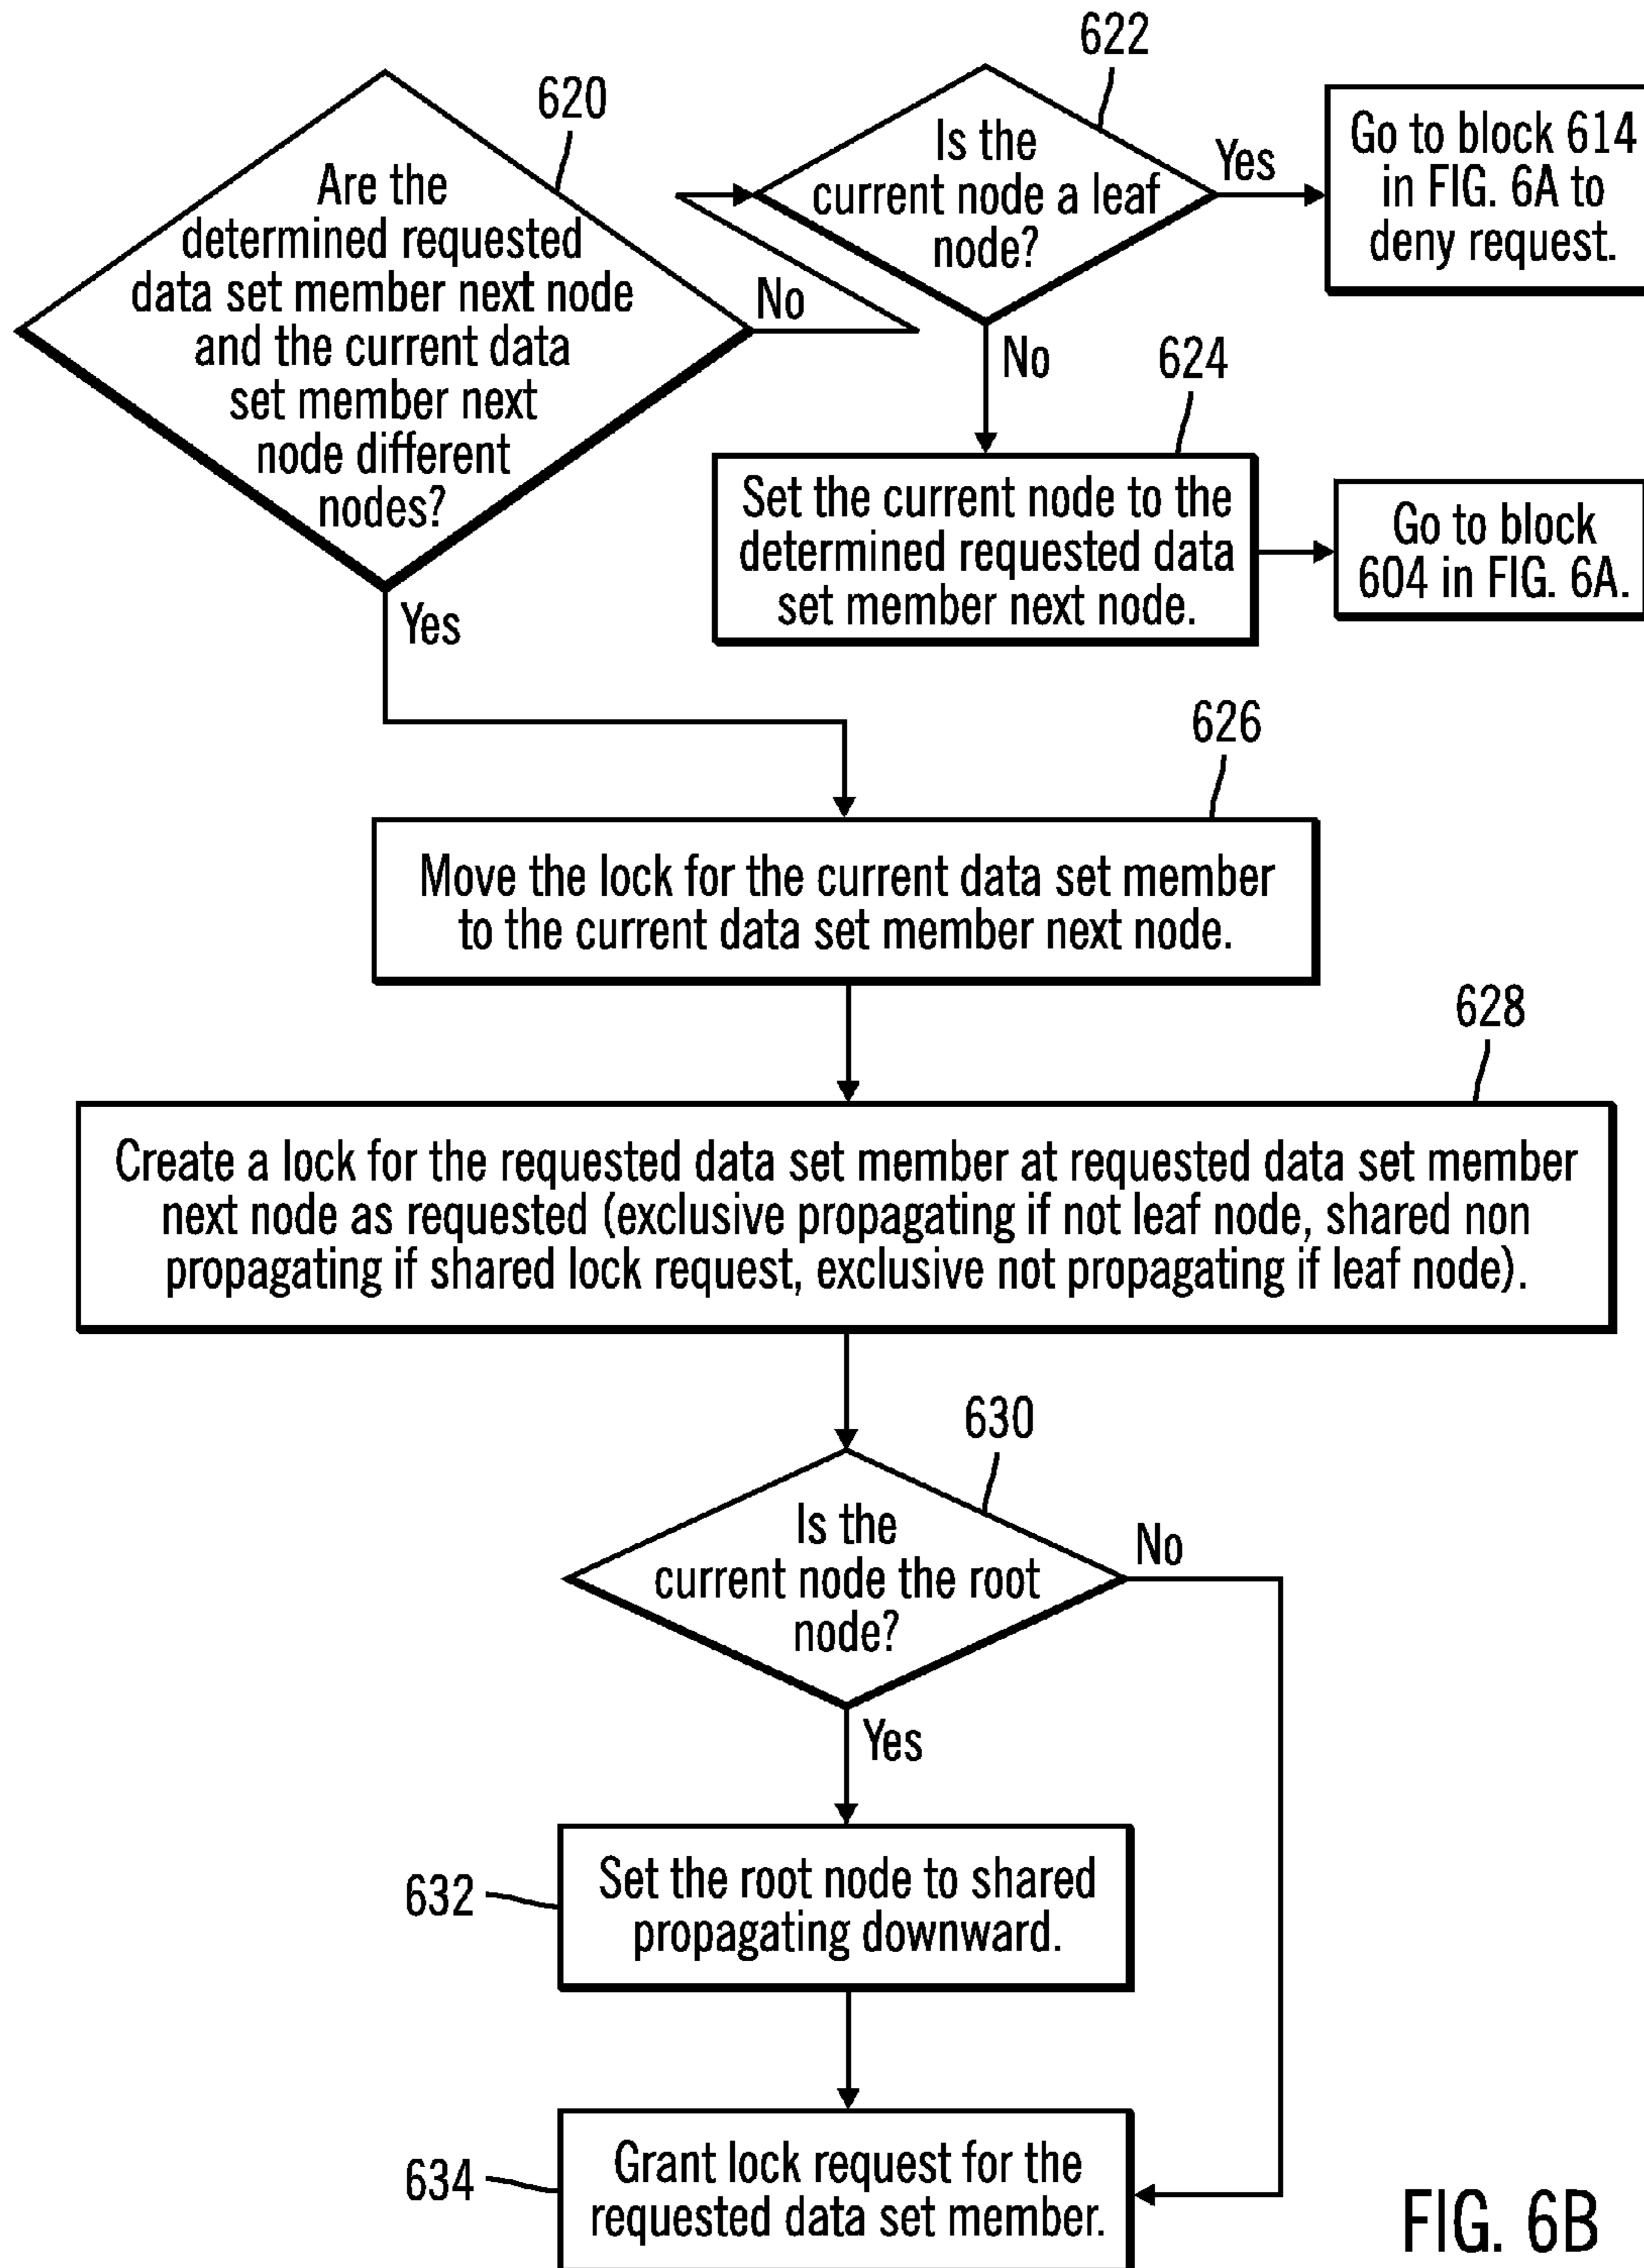 620
Are the
determined requested
data set member next node
and the current data
set member next
node different
nodes?
No
Yes
622
Is the
current node a leaf
node?
Yes
No
Go to block 614
in FIG. 6A to
deny request.
624
Set the current node to the
determined requested data
set member next node.
Go to block
604 in FIG. 6A.
626
Move the lock for the current data set member
to the current data set member next node.
628
Create a lock for the requested data set member at requested data set member
next node as requested (exclusive propagating if not leaf node, shared non
propagating if shared lock request, exclusive not propagating if leaf node).
630
Is the
current node the root
node?
No
Yes
632
Set the root node to shared
propagating downward.
634
Grant lock request for the
requested data set member.
FIG. 6B